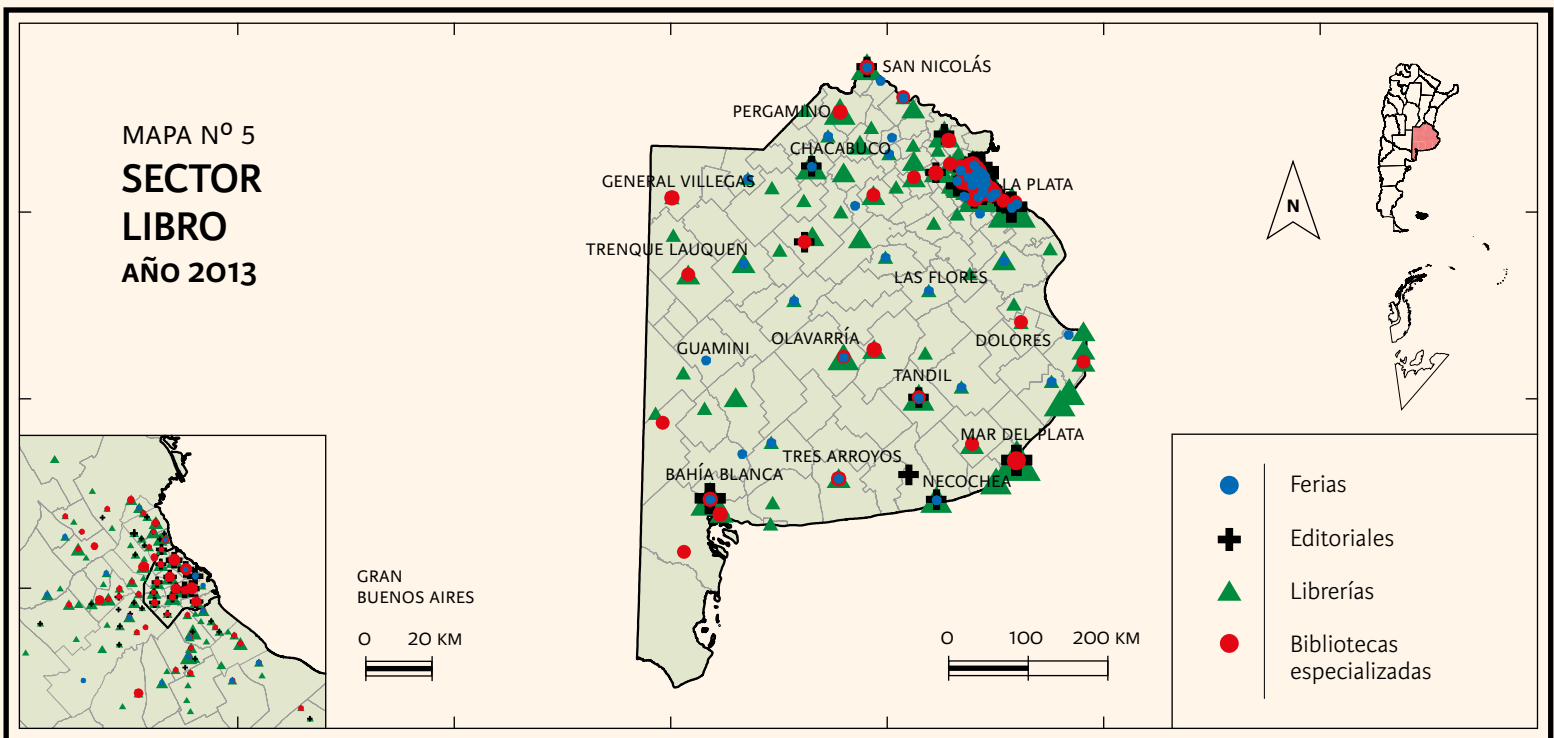 MAPA Nº 5
SECTOR
LIBRO
AÑO 2013
SAN NICOLÁS
PERGAMINO
CHACABUCO
GENERAL VILLEGAS
LA PLATA
TRENQUE LAUQUEN
LAS FLORES
OLAVARRÍA
DOLORES
GUAMINI
TANDIL
MAR DEL PLATA
TRES ARROYOS
BAHÍA BLANCA
NECOCHEA
GRAN
BUENOS AIRES
0 20 KM
0 100 200 KM
N
Ferias
Editoriales
Librerías
Bibliotecas
especializadas